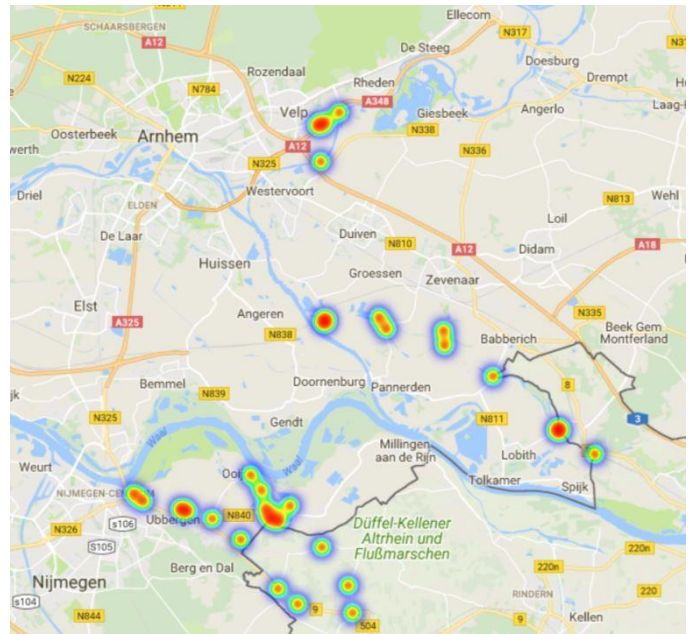 SCHAARSBERGEN
A12
Ellecom
N317
De Steeg
Doesburg
Rozendaal
Rheden
Drempt
N224
N784
A348
Velp
Giesbeek
Angerlo
Oosterbeek
Arnhem
N338
A12
N325
N336
Westervoort
Driel
ELDEN
N813
Wehl
De Laar
Duiven
Loil
N810
A12
Didam
A18
Huissen
Groessen
Zevenaar
Elst
Angeren
N335
A325
N838
Babberich
Beek Gem
Montferland
Bemmel
Doornenburg
Pannerden
8
N839
N325
Gendt
N811
3
Waal
Millingen
aan de Rijn
Lobith
Weurt
Waal
Tolkamer
Spijk
NIJMEGEN-CEN
N326
s106
Ubbergen
N840
Düffel-Kellener
Altrhein und
Flußmarschen
S105
220n
220n
Berg en Dal
Nijmegen
RINDERN
220
s104
9
9
N844
504
Kellen